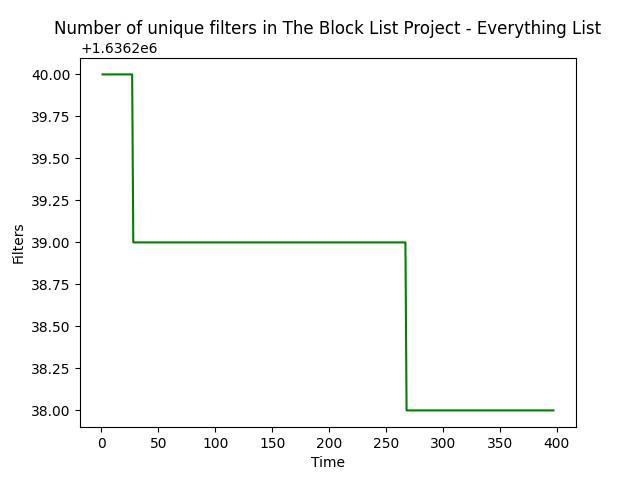 Number of unique filters in The Block List Project - Everything List
+1.6362e6
40.00
39.75
39.50
39.25
39.00
38.75
38.50
38.25
38.00
Filters
0 50 100 150 200 250 300 350 400
Time